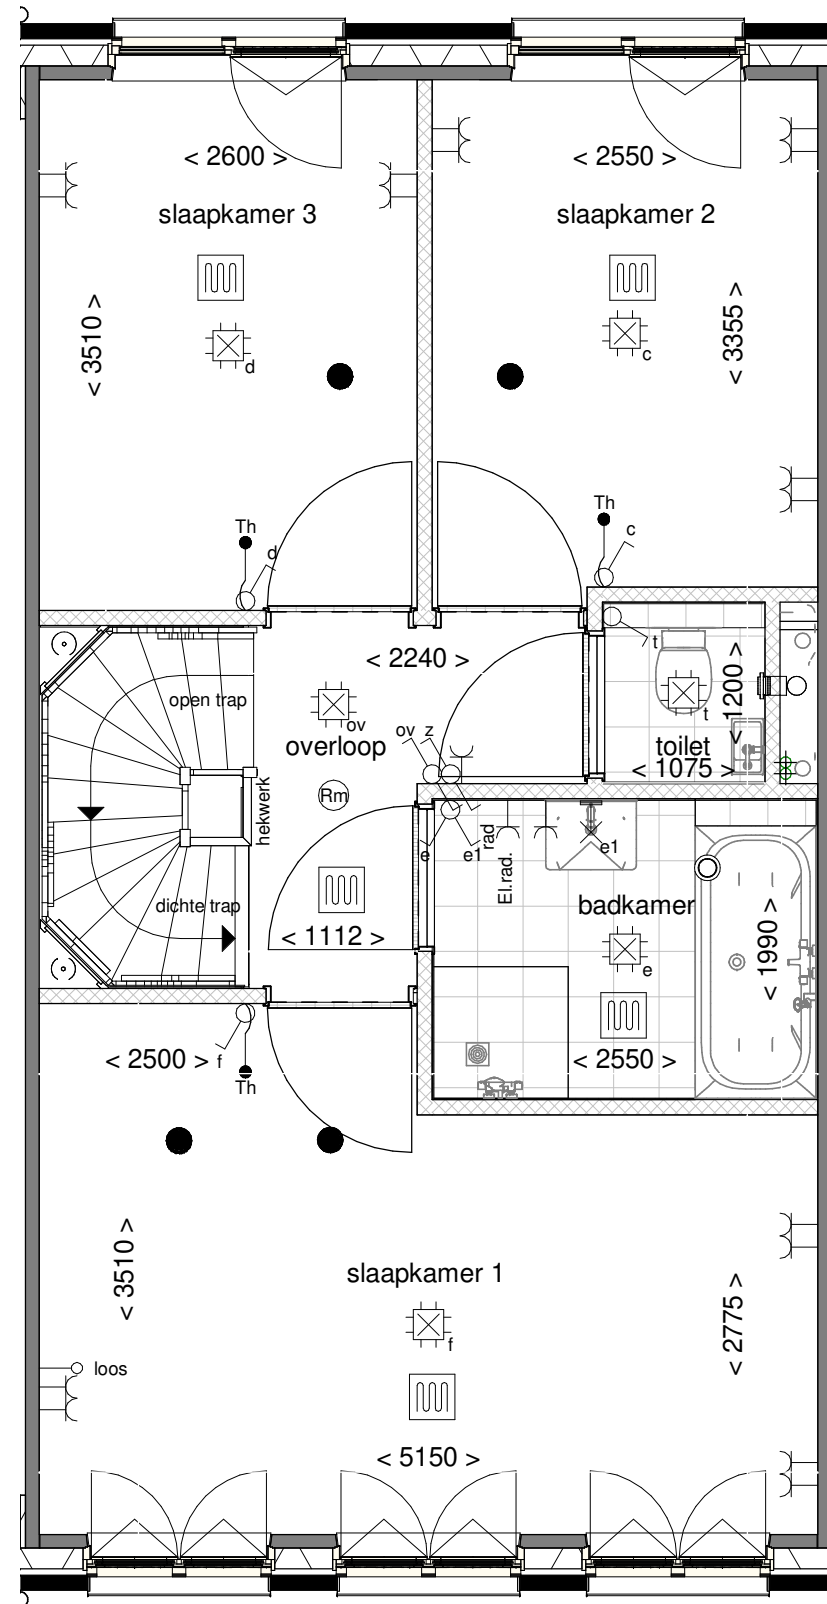 < 2600 >
< 2550 >
slaapkamer 3
slaapkamer 2
< 3510 >
< 3355 >
d
c
Th
Th
d
c
t
< 2240 >
< 1200 >
open trap
t
ov
ov z
overloop
toilet
< 1075 >
Rm
hekwerk
e
e1
rad
El.rad.
e1
dichte trap
badkamer
< 1112 >
< 1990 >
e
< 2500 >
f
< 2550 >
Th
< 3510 >
slaapkamer 1
< 2775 >
f
loos
< 5150 >